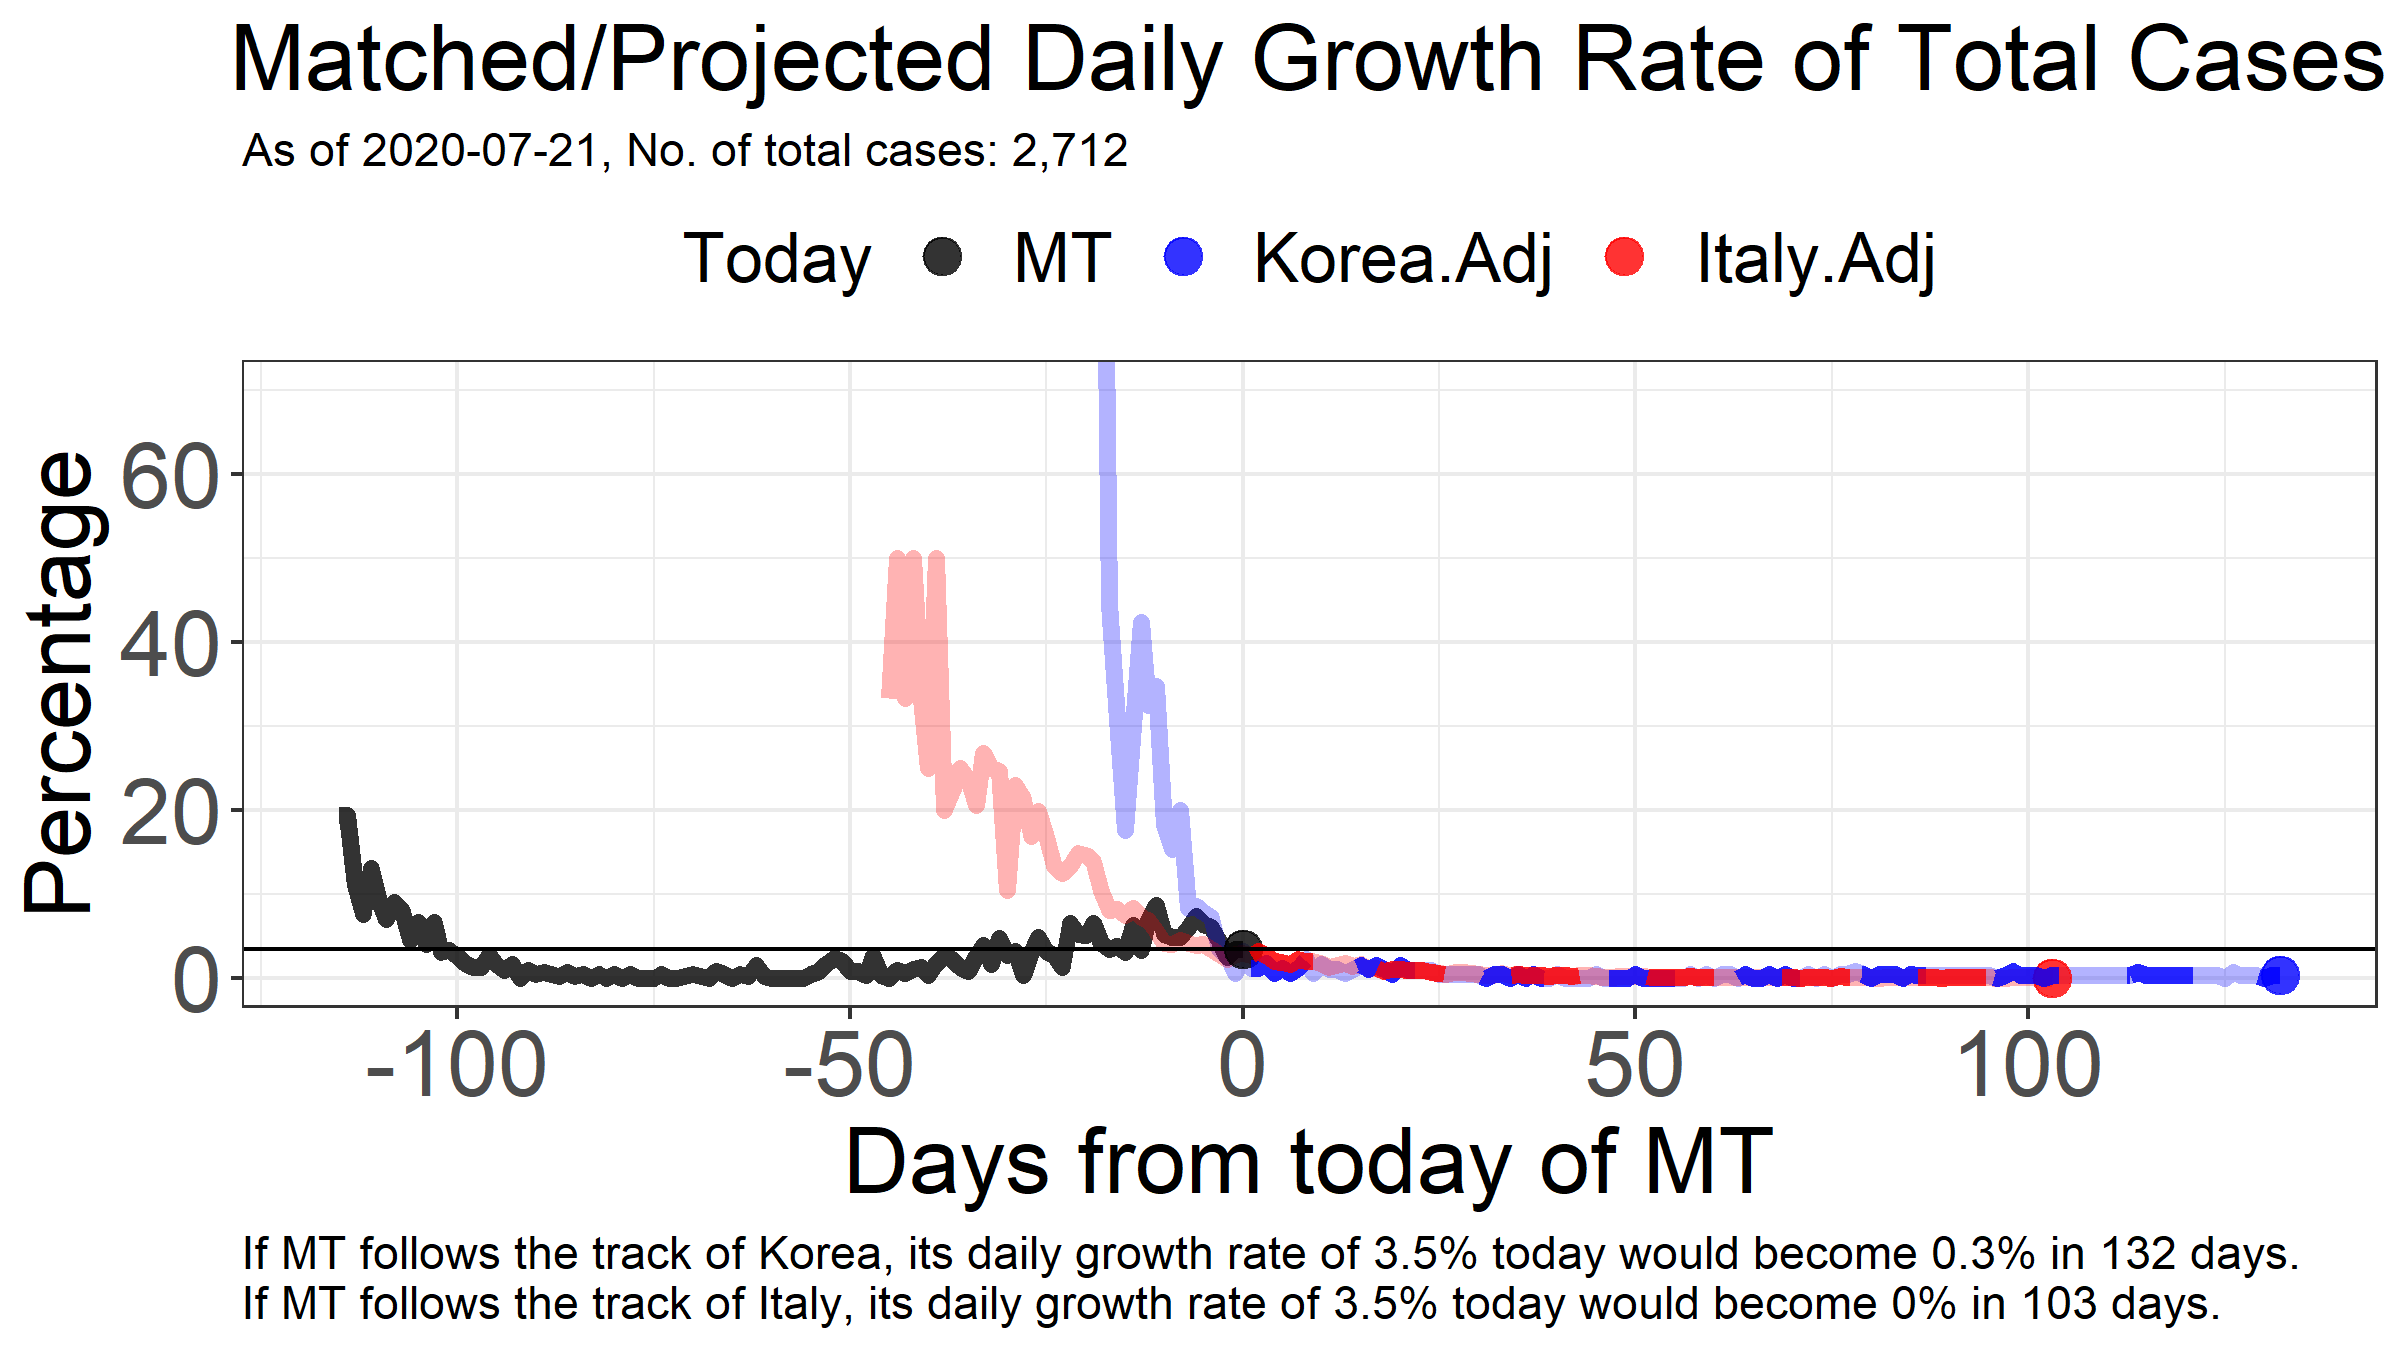 Matched/Projected Daily Growth Rate of Total Cases
As of 2020-07-21, No. of total cases: 2,712
Today MT Korea.Adj Italy.Adj
Percentage
60
40
20
0
-100 -50 0 50 100
Days from today of MT
If MT follows the track of Korea, its daily growth rate of 3.5% today would become 0.3% in 132 days.
If MT follows the track of Italy, its daily growth rate of 3.5% today would become 0% in 103 days.